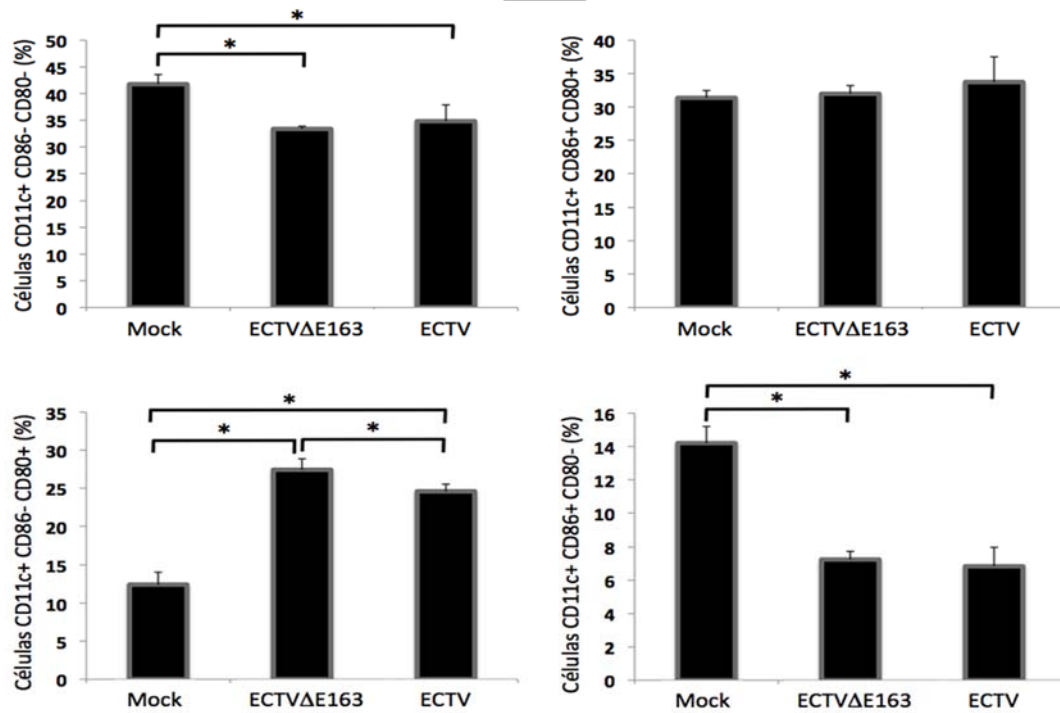 Células CD11c+ CD86- CD80- (%)
50
45
40
35
30
25
20
15
10
5
0
*
*
Mock
ECTVΔE163
ECTV
Células CD11c+ CD86+ CD80+ (%)
40
35
30
25
20
15
10
5
0
Mock
ECTVΔE163
ECTV
Células CD11c+ CD86- CD80+ (%)
35
30
25
20
15
10
5
0
*
*
*
Mock
ECTVΔE163
ECTV
Células CD11c+ CD86+ CD80- (%)
16
14
12
10
8
6
4
2
0
*
*
Mock
ECTVΔE163
ECTV